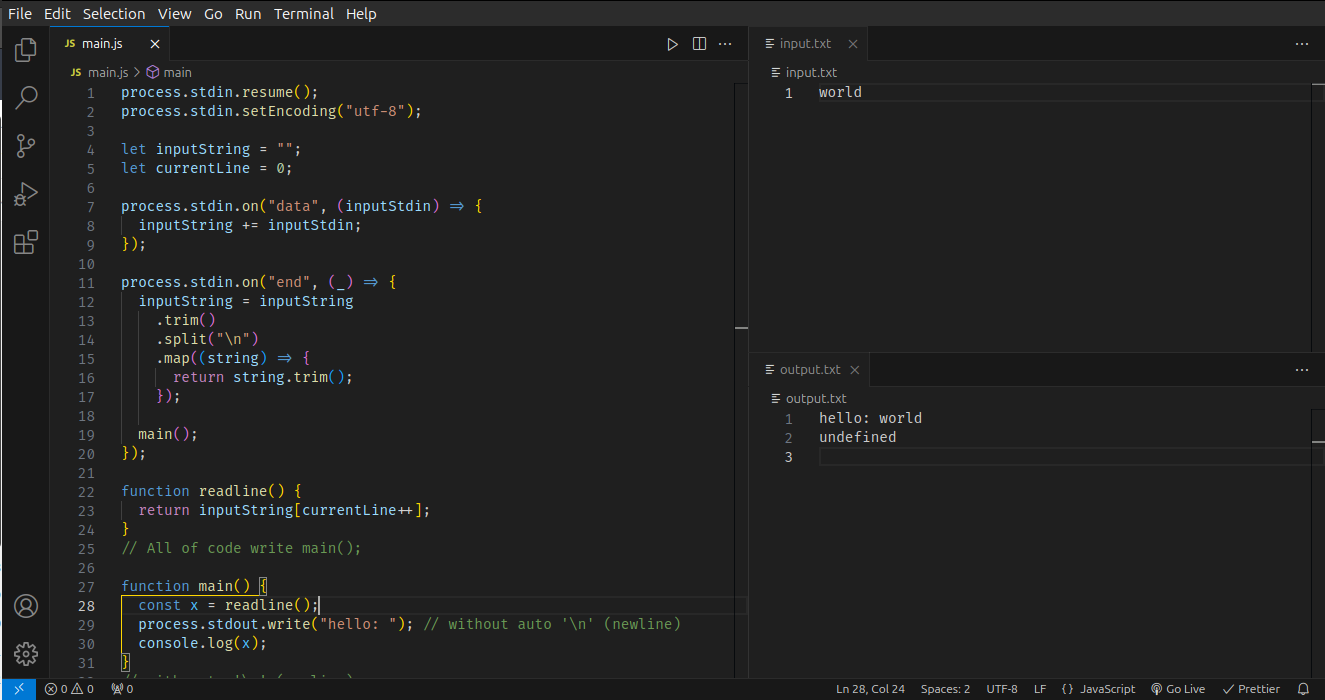 File Edit Selection View Go Run Terminal Help
JS main.js
JS main.js > main
1 process.stdin.resume();
2 process.stdin.setEncoding("utf-8");
3
4 let inputString = "";
5 let currentLine = 0;
6
7 process.stdin.on("data", (inputStdin) => {
8 inputString += inputStdin;
9 });
10
11 process.stdin.on("end", (_) => {
12 inputString = inputString
13 .trim()
14 .split("\n")
15 .map((string) => {
16 return string.trim();
17 });
18
19 main();
20 });
21
22 function readline() {
23 return inputString[currentLine++];
24 }
25 // All of code write main();
26
27 function main() {
28 const x = readline();
29 process.stdout.write("hello: "); // without auto '\n' (newline)
30 console.log(x);
31 }
input.txt
input.txt
1 world
output.txt
output.txt
1 hello: world
2 undefined
3
0 0 0 Ln 28, Col 24 Spaces: 2 UTF-8 LF {} JavaScript Go Live Prettier